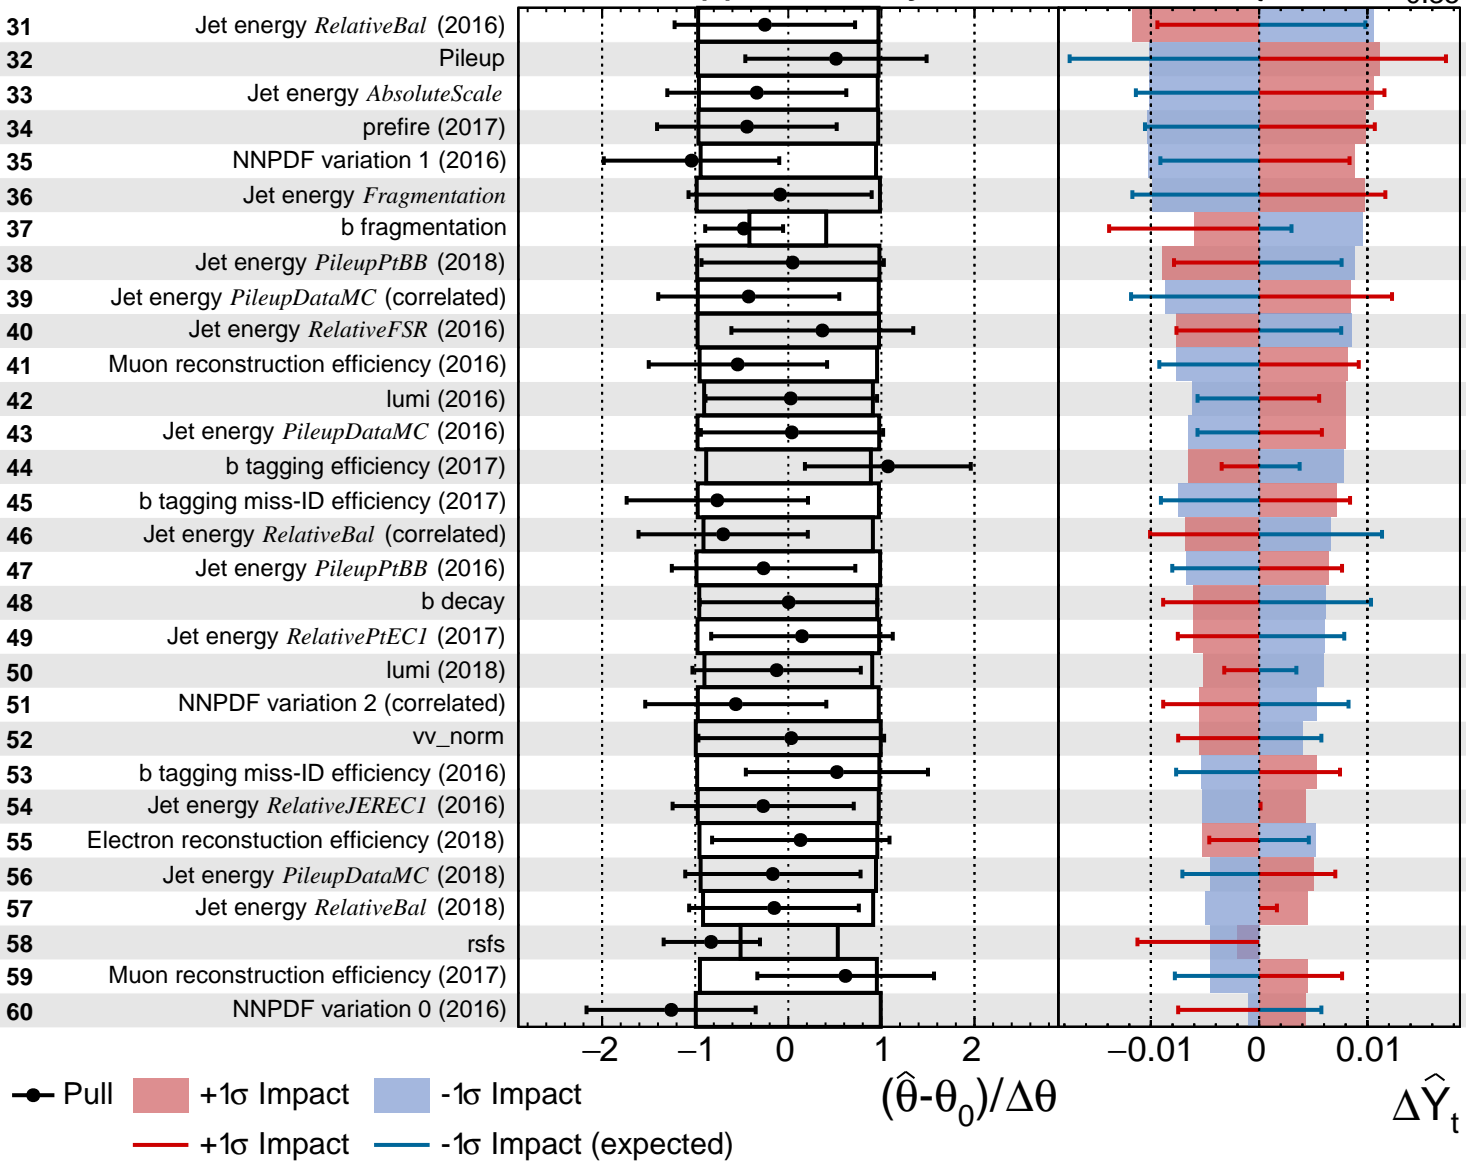 31 Jet energy RelativeBal (2016)
32 Pileup
33 Jet energy AbsoluteScale
34 prefire (2017)
35 NNPDF variation 1 (2016)
36 Jet energy Fragmentation
37 b fragmentation
38 Jet energy PileupPtBB (2018)
39 Jet energy PileupDataMC (correlated)
40 Jet energy RelativeFSR (2016)
41 Muon reconstruction efficiency (2016)
42 lumi (2016)
43 Jet energy PileupDataMC (2016)
44 b tagging efficiency (2017)
45 b tagging miss-ID efficiency (2017)
46 Jet energy RelativeBal (correlated)
47 Jet energy PileupPtBB (2016)
48 b decay
49 Jet energy RelativePtEC1 (2017)
50 lumi (2018)
51 NNPDF variation 2 (correlated)
52 vv_norm
53 b tagging miss-ID efficiency (2016)
54 Jet energy RelativeJEREC1 (2016)
55 Electron reconstuction efficiency (2018)
56 Jet energy PileupDataMC (2018)
57 Jet energy RelativeBal (2018)
58 rsfs
59 Muon reconstruction efficiency (2017)
60 NNPDF variation 0 (2016)
−2 −1 0 1 2 −0.01 0 0.01
Pull +1σ Impact -1σ Impact (θ̂-θ₀)/Δθ ΔŶₜ
+1σ Impact -1σ Impact (expected)